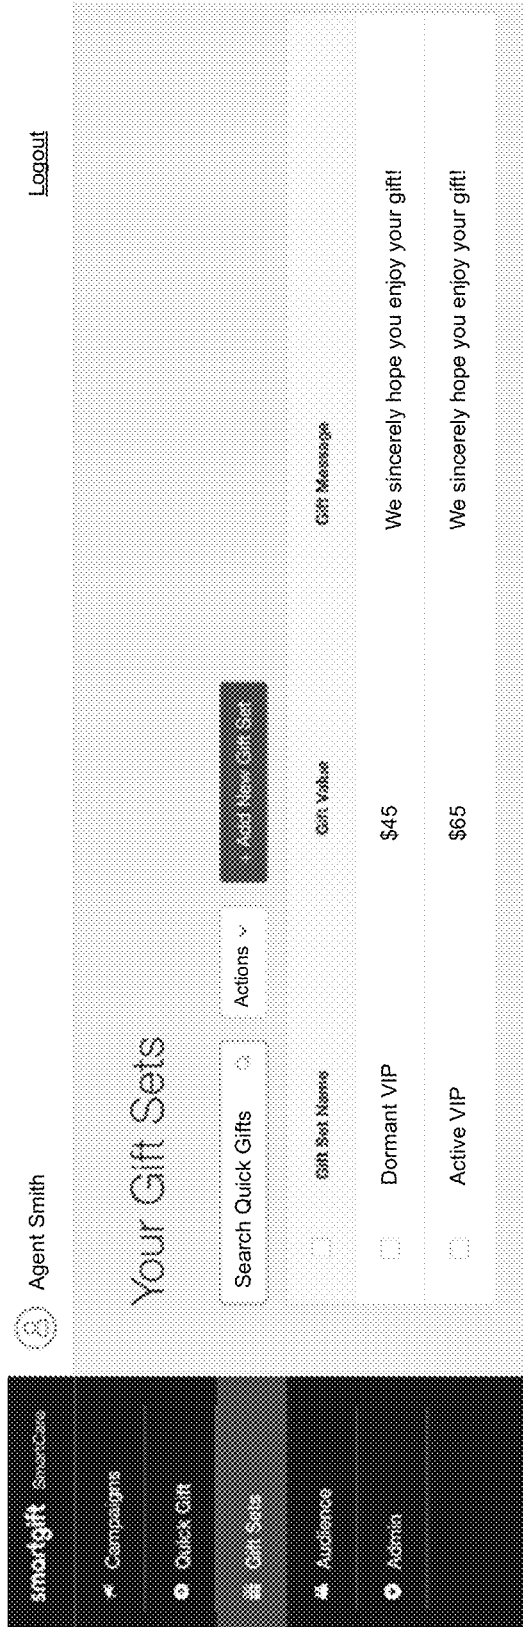 smartgift SmartCare
Agent Smith
Logout
Campaigns
Quick Gift
Gift Sets
Audience
Admin
Your Gift Sets
Search Quick Gifts
Actions
+ Add New Gift Set
Gift Set Name Gift Value Gift Message
Dormant VIP $45 We sincerely hope you enjoy your gift!
Active VIP $65 We sincerely hope you enjoy your gift!